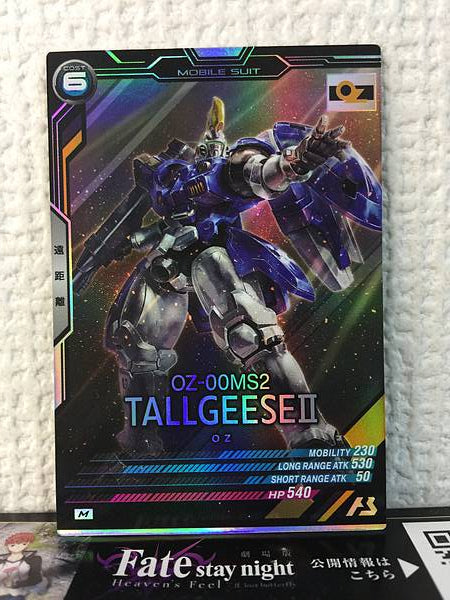 COST
6
MOBILE SUIT
OZ
遠距離
OZ-00MS2
TALLGEESEⅡ
OZ
MOBILITY 230
LONG RANGE ATK 530
SHORT RANGE ATK 50
HP 540
M
AB
劇場版
Fate stay night
Heaven's Feel
公開情報は
こちら